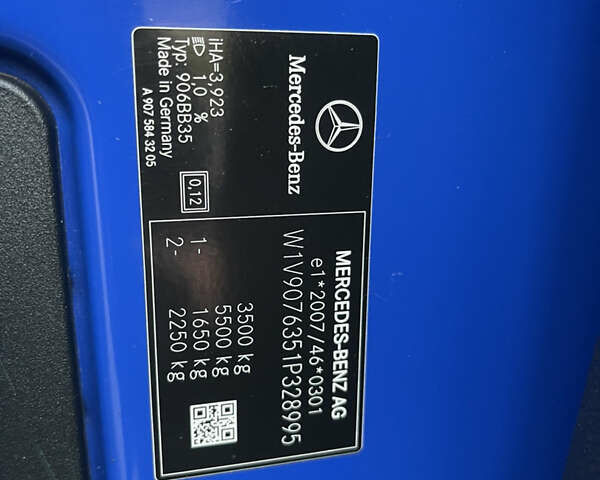 Mercedes-Benz
iHA=3,923
1,0 %
Typ: 906BB35
Made in Germany
A 907 584 32 05
0,12
MERCEDES-BENZ AG
e1*2007/46*0301
W1V9076351P328995
3500 kg
5500 kg
1- 1650 kg
2- 2250 kg